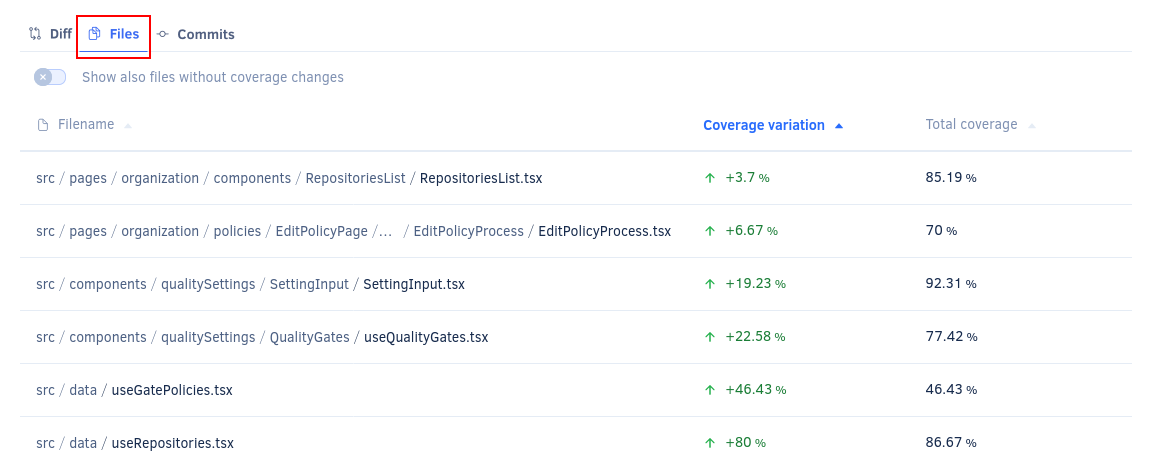 Diff Files Commits
Show also files without coverage changes
Filename Coverage variation Total coverage
src / pages / organization / components / RepositoriesList / RepositoriesList.tsx +3.7 % 85.19 %
src / pages / organization / policies / EditPolicyPage /... / EditPolicyProcess / EditPolicyProcess.tsx +6.67 % 70 %
src / components / qualitySettings / SettingInput / SettingInput.tsx +19.23 % 92.31 %
src / components / qualitySettings / QualityGates / useQualityGates.tsx +22.58 % 77.42 %
src / data / useGatePolicies.tsx +46.43 % 46.43 %
src / data / useRepositories.tsx +80 % 86.67 %